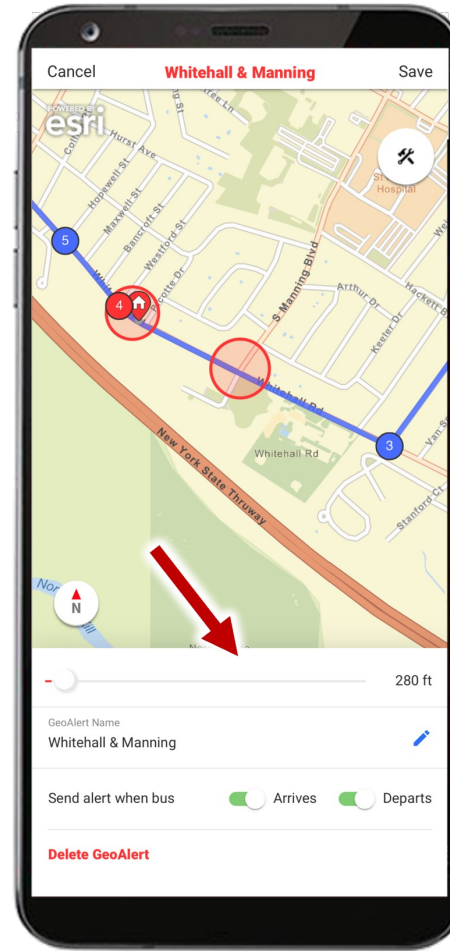 Cancel
Whitehall & Manning
Save
POWERED BY
esri
Hurst Ave
Hopewell St
Maxwell St
Bancroft St
Westford St
Hospital
S Manning Blvd
Arthur Dr
Keeler Dr
5
4
Whitehall Rd
3
Whitehall Rd
Stanford Ct
New York State Thruway
N
280 ft
GeoAlert Name
Whitehall & Manning
Send alert when bus
Arrives
Departs
Delete GeoAlert